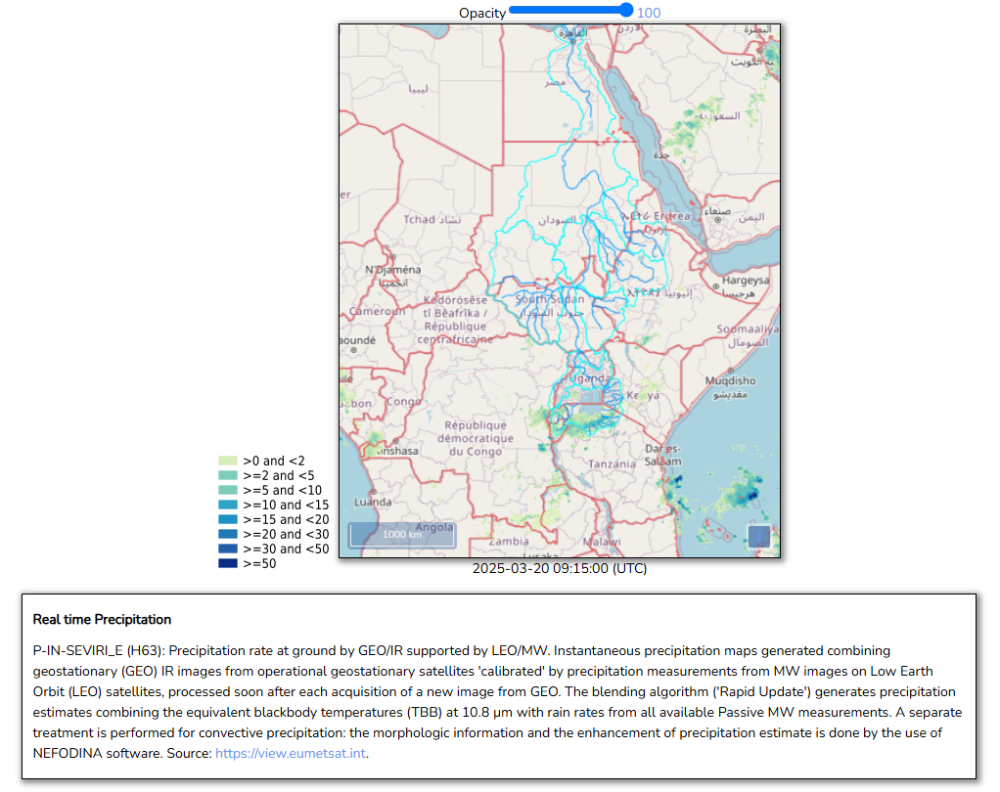 Opacity 100
القاهرة
الأردن
البصرة
الكويت
ليبيا
مصر
السعودية
جدة
Tchad تشاد
السودان
Eritrea
صنعاء
اليمن
N'Djaména
انجمينا
Hargeysa
هرجيسا
Ködörösêse
tî Bêafrîka /
République
centrafricaine
South Sudan
جنوب السودان
إثيوبيا
Cameroun
Soomaaliya
الصومال
Uganda
Muqdisho
مقديشو
Congo
Kenya
République
démocratique
du Congo
Dar es-
Salaam
Tanzania
Luanda
Angola
Zambia
Malawi
1000 km
>0 and <2
>=2 and <5
>=5 and <10
>=10 and <15
>=15 and <20
>=20 and <30
>=30 and <50
>=50
2025-03-20 09:15:00 (UTC)
Real time Precipitation
P-IN-SEVIRI_E (H63): Precipitation rate at ground by GEO/IR supported by LEO/MW. Instantaneous precipitation maps generated combining
geostationary (GEO) IR images from operational geostationary satellites 'calibrated' by precipitation measurements from MW images on Low Earth
Orbit (LEO) satellites, processed soon after each acquisition of a new image from GEO. The blending algorithm ('Rapid Update') generates precipitation
estimates combining the equivalent blackbody temperatures (TBB) at 10.8 µm with rain rates from all available Passive MW measurements. A separate
treatment is performed for convective precipitation: the morphologic information and the enhancement of precipitation estimate is done by the use of
NEFODINA software. Source: https://view.eumetsat.int.